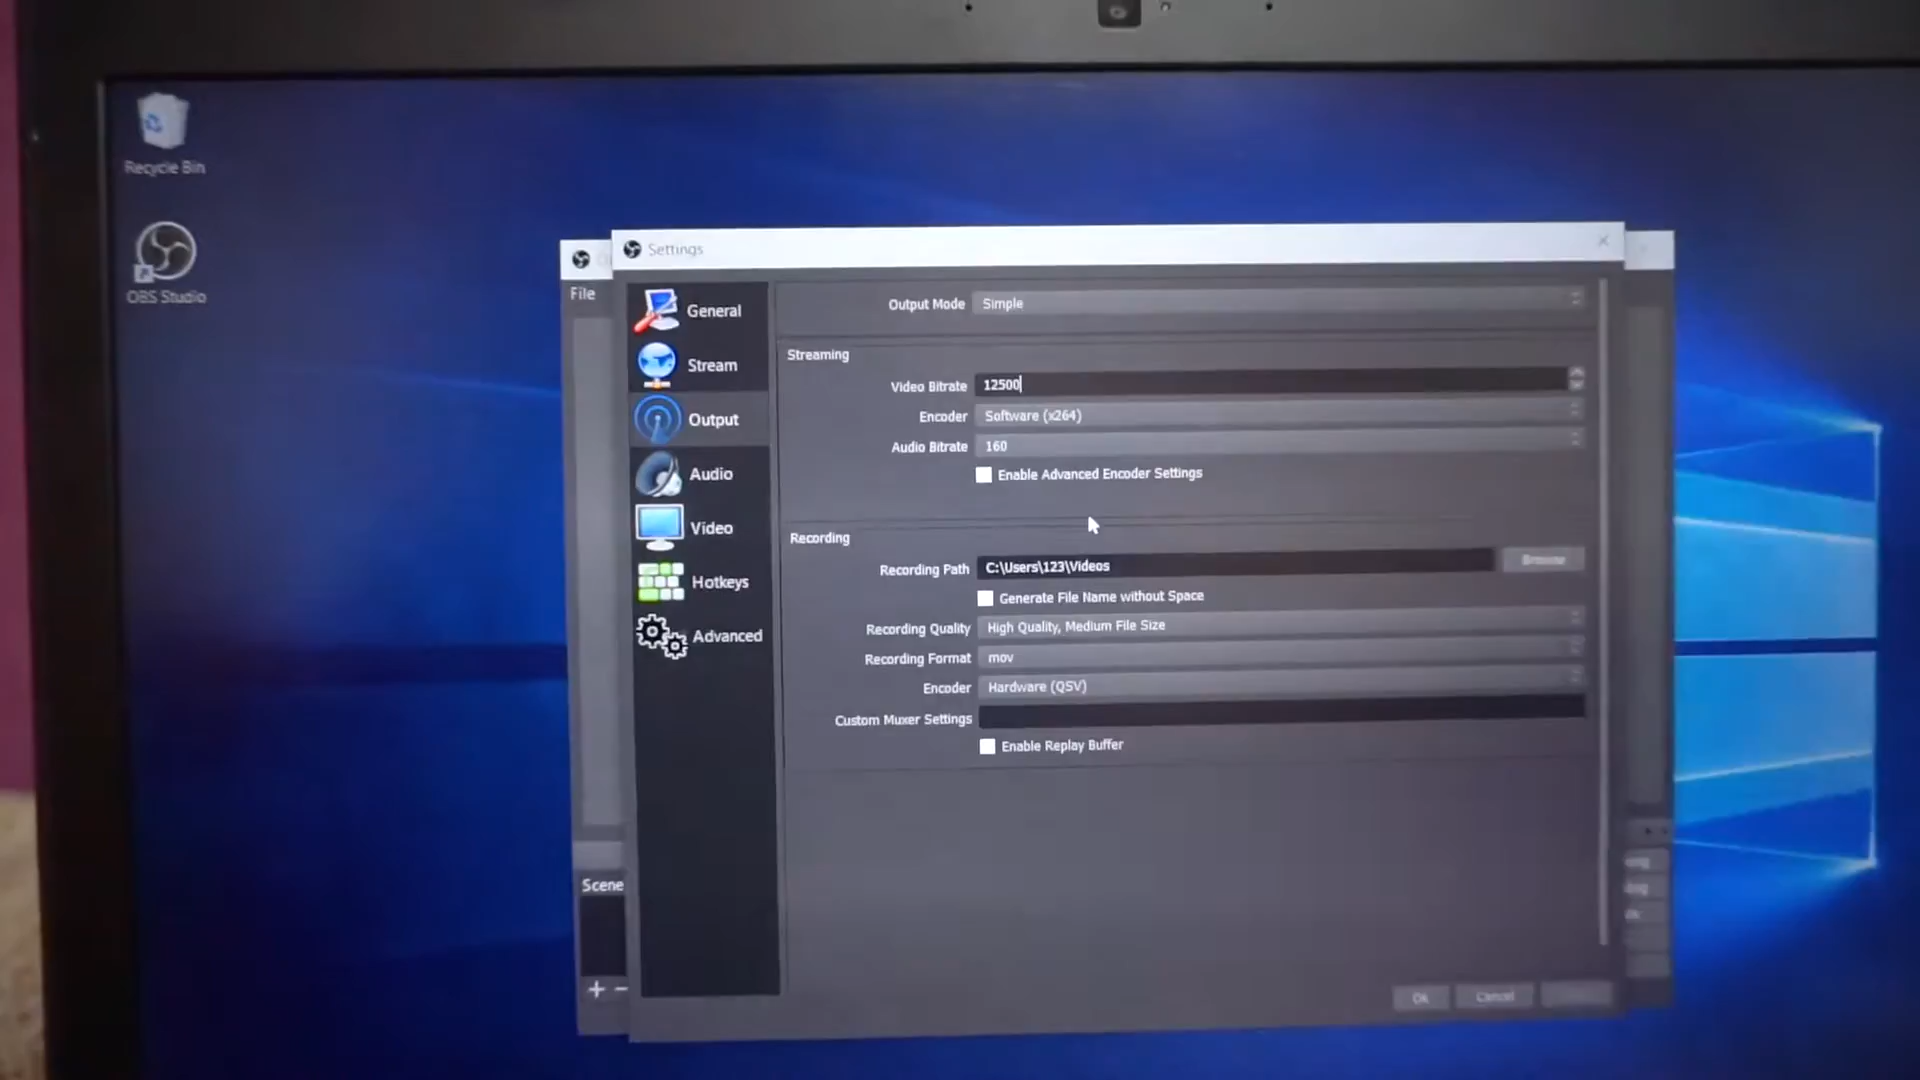 Recycle Bin
OBS Studio
Settings
File
General
Stream
Output
Audio
Video
Hotkeys
Advanced
Output Mode Simple
Streaming
Video Bitrate 12500
Encoder Software (x264)
Audio Bitrate 160
Enable Advanced Encoder Settings
Recording
Recording Path C:\Users\123\Videos Browse
Generate File Name without Space
Recording Quality High Quality, Medium File Size
Recording Format mov
Encoder Hardware (QSV)
Custom Muxer Settings
Enable Replay Buffer
Scene
Ok Cancel